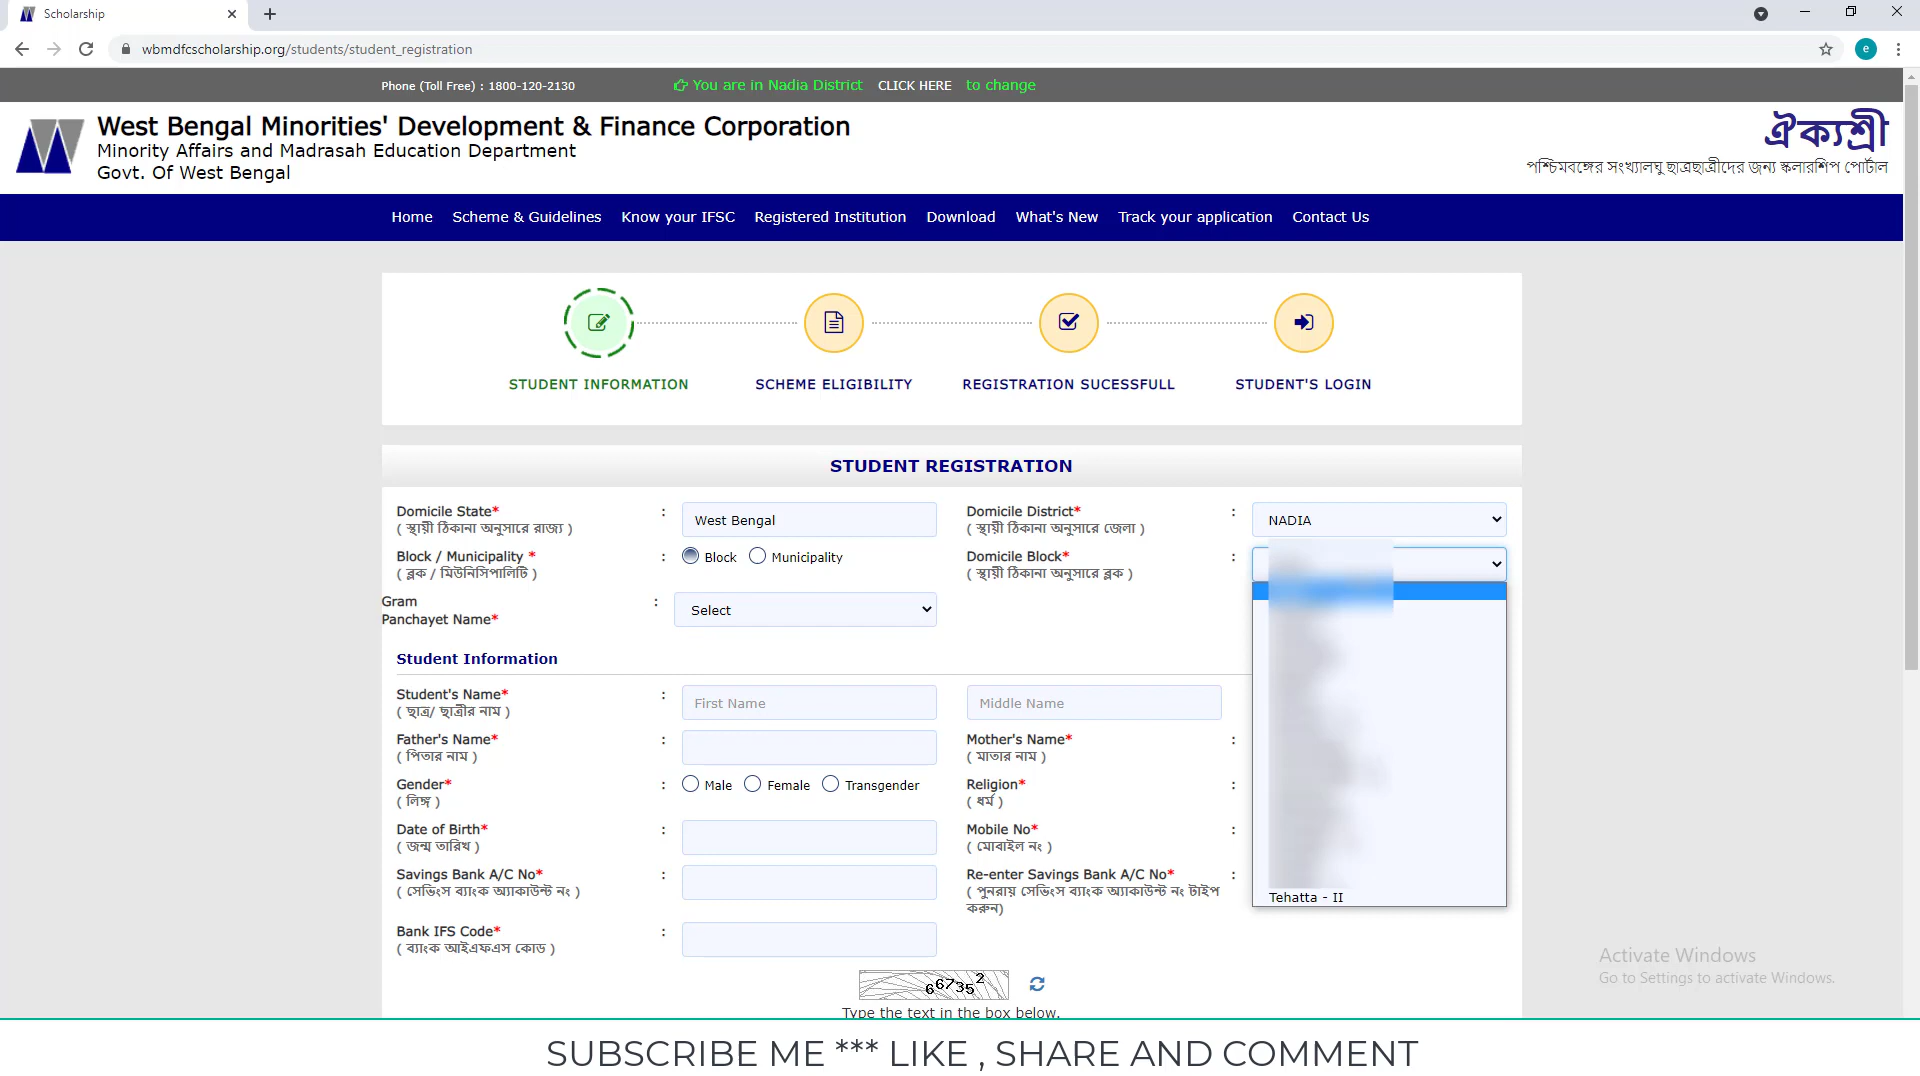 Scholarship
wbmdfcscholarship.org/students/student_registration
e
Phone (Toll Free) : 1800-120-2130
You are in Nadia District CLICK HERE to change
West Bengal Minorities' Development & Finance Corporation
Minority Affairs and Madrasah Education Department
Govt. Of West Bengal
ঐক্যশ্রী
পশ্চিমবঙ্গের সংখ্যালঘু ছাত্রছাত্রীদের জন্য স্কলারশিপ পোর্টাল
Home Scheme & Guidelines Know your IFSC Registered Institution Download What's New Track your application Contact Us
STUDENT INFORMATION SCHEME ELIGIBILITY REGISTRATION SUCESSFULL STUDENT'S LOGIN
STUDENT REGISTRATION
Domicile State* : West Bengal Domicile District* : NADIA
( স্থায়ী ঠিকানা অনুসারে রাজ্য ) ( স্থায়ী ঠিকানা অনুসারে জেলা )
Block / Municipality * : Block Municipality Domicile Block* :
( ব্লক / মিউনিসিপালিটি ) ( স্থায়ী ঠিকানা অনুসারে ব্লক )
Gram : Select
Panchayet Name*
Student Information
Student's Name* : First Name Middle Name
( ছাত্র/ ছাত্রীর নাম )
Father's Name* : Mother's Name* :
( পিতার নাম ) ( মাতার নাম )
Gender* : Male Female Transgender Religion* :
( লিঙ্গ ) ( ধর্ম )
Date of Birth* : Mobile No* :
( জন্ম তারিখ ) ( মোবাইল নং )
Savings Bank A/C No* : Re-enter Savings Bank A/C No* :
( সেভিংস ব্যাংক অ্যাকাউন্ট নং ) ( পুনরায় সেভিংস ব্যাংক অ্যাকাউন্ট নং টাইপ
করুন)
Tehatta - II
Bank IFS Code* :
( ব্যাংক আইএফএস কোড )
667352
Type the text in the box below.
Activate Windows
Go to Settings to activate Windows.
SUBSCRIBE ME *** LIKE , SHARE AND COMMENT